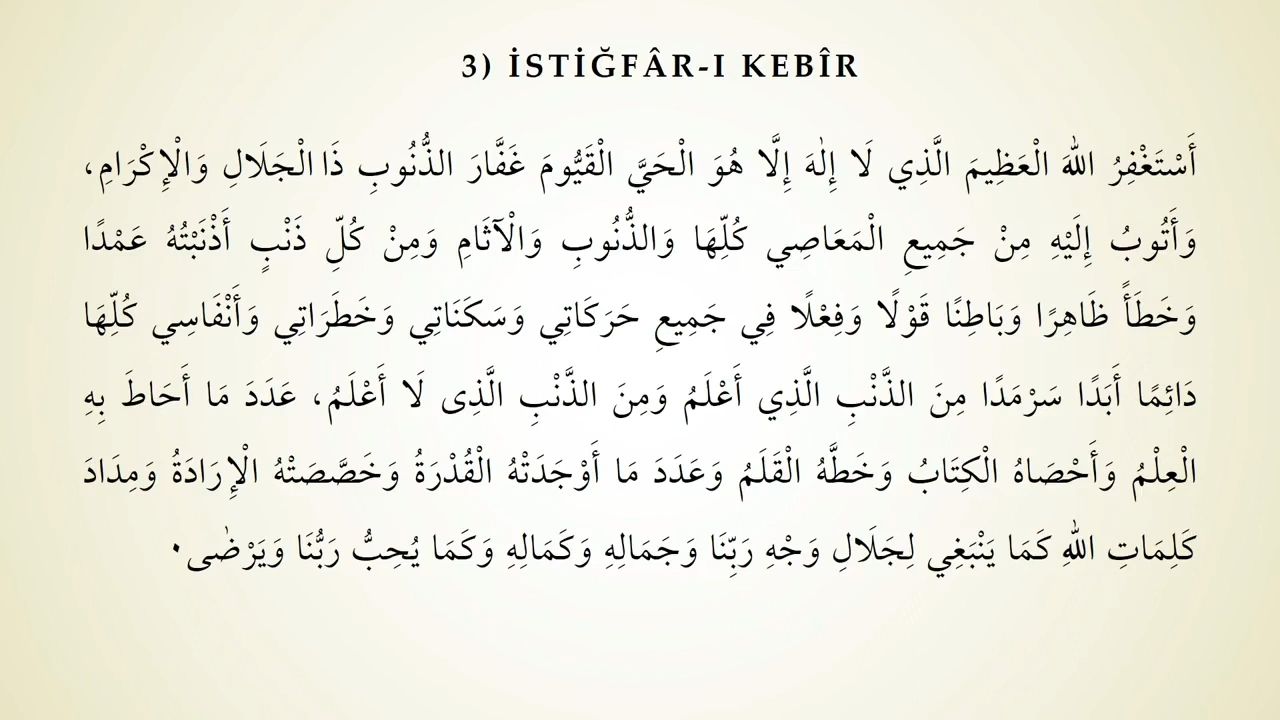 3) İSTİĞFÂR-I KEBÎR
أَسْتَغْفِرُ اللهَ الْعَظِيمَ الَّذِي لَا إِلٰهَ إِلَّا هُوَ الْحَيَّ الْقَيُّومَ غَفَّارَ الذُّنُوبِ ذَا الْجَلَالِ وَالْإِكْرَامِ،
وَأَتُوبُ إِلَيْهِ مِنْ جَمِيعِ الْمَعَاصِي كُلِّهَا وَالذُّنُوبِ وَالْآثَامِ وَمِنْ كُلِّ ذَنْبٍ أَذْنَبْتُهُ عَمْدًا
وَخَطَأً ظَاهِرًا وَبَاطِنًا قَوْلًا وَفِعْلًا فِي جَمِيعِ حَرَكَاتِي وَسَكَنَاتِي وَخَطَرَاتِي وَأَنْفَاسِي كُلِّهَا
دَائِمًا أَبَدًا سَرْمَدًا مِنَ الذَّنْبِ الَّذِي أَعْلَمُ وَمِنَ الذَّنْبِ الَّذِى لَا أَعْلَمُ، عَدَدَ مَا أَحَاطَ بِهِ
الْعِلْمُ وَأَحْصَاهُ الْكِتَابُ وَخَطَّهُ الْقَلَمُ وَعَدَدَ مَا أَوْجَدَتْهُ الْقُدْرَةُ وَخَصَّصَتْهُ الْإِرَادَةُ وَمِدَادَ
كَلِمَاتِ اللهِ كَمَا يَنْبَغِي لِجَلَالِ وَجْهِ رَبِّنَا وَجَمَالِهِ وَكَمَالِهِ وَكَمَا يُحِبُّ رَبُّنَا وَيَرْضٰى٠